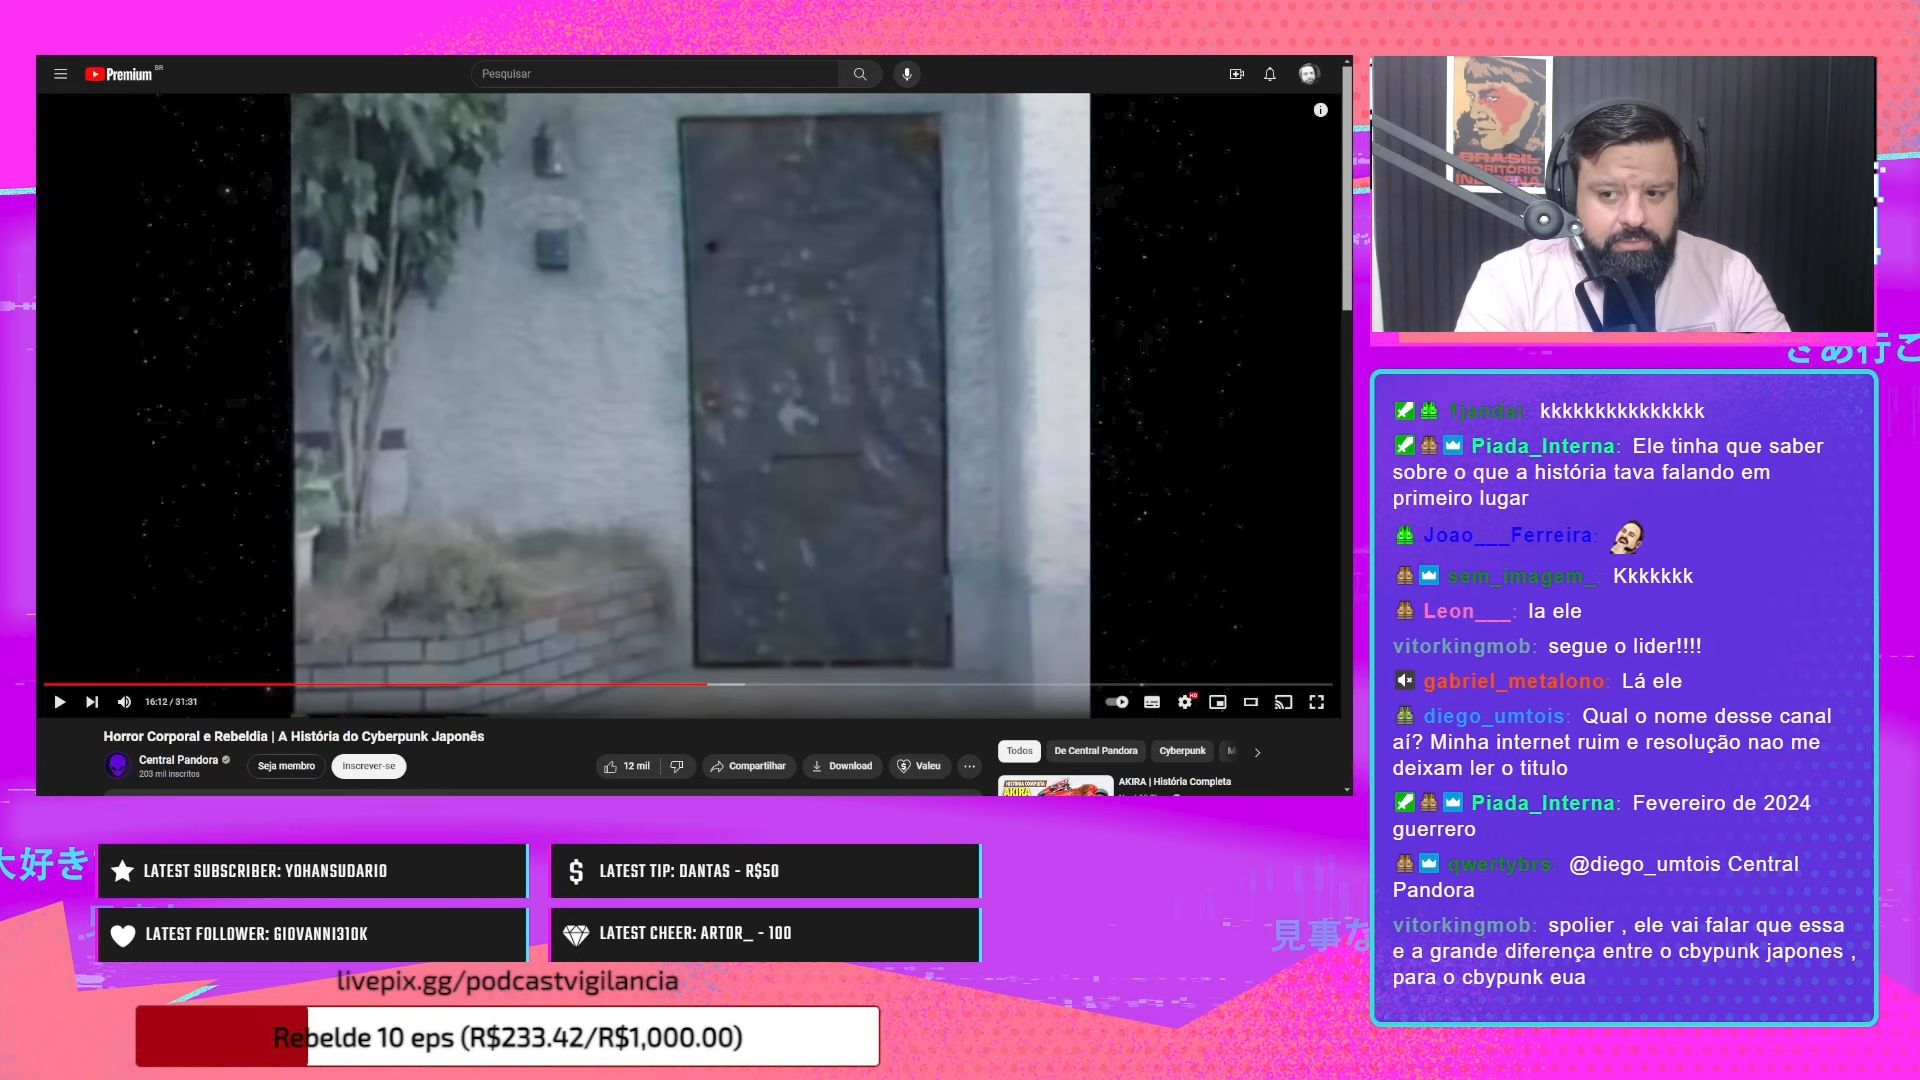 Premium BR
Pesquisar
16:12 / 31:31
HD
Horror Corporal e Rebeldia | A História do Cyberpunk Japonês
Central Pandora
203 mil inscritos
Seja membro
Inscrever-se
12 mil
Compartilhar
Download
Valeu
Todos
De Central Pandora
Cyberpunk
AKIRA | História Completa
AKIRA
BRASIL
TERRITÓRIO
1jandai: kkkkkkkkkkkkkkk
Piada_Interna: Ele tinha que saber
sobre o que a história tava falando em
primeiro lugar
Joao___Ferreira:
sem_imagem_: Kkkkkkk
Leon___: la ele
vitorkingmob: segue o lider!!!!
gabriel_metalono: Lá ele
diego_umtois: Qual o nome desse canal
aí? Minha internet ruim e resolução nao me
deixam ler o titulo
Piada_Interna: Fevereiro de 2024
guerrero
qwertybrs: @diego_umtois Central
Pandora
vitorkingmob: spolier , ele vai falar que essa
e a grande diferença entre o cbypunk japones ,
para o cbypunk eua
LATEST SUBSCRIBER: YOHANSUDARIO
LATEST TIP: DANTAS - R$50
LATEST FOLLOWER: GIOVANNI310K
LATEST CHEER: ARTOR_ - 100
livepix.gg/podcastvigilancia
Rebelde 10 eps (R$233.42/R$1,000.00)
大好き
見事な